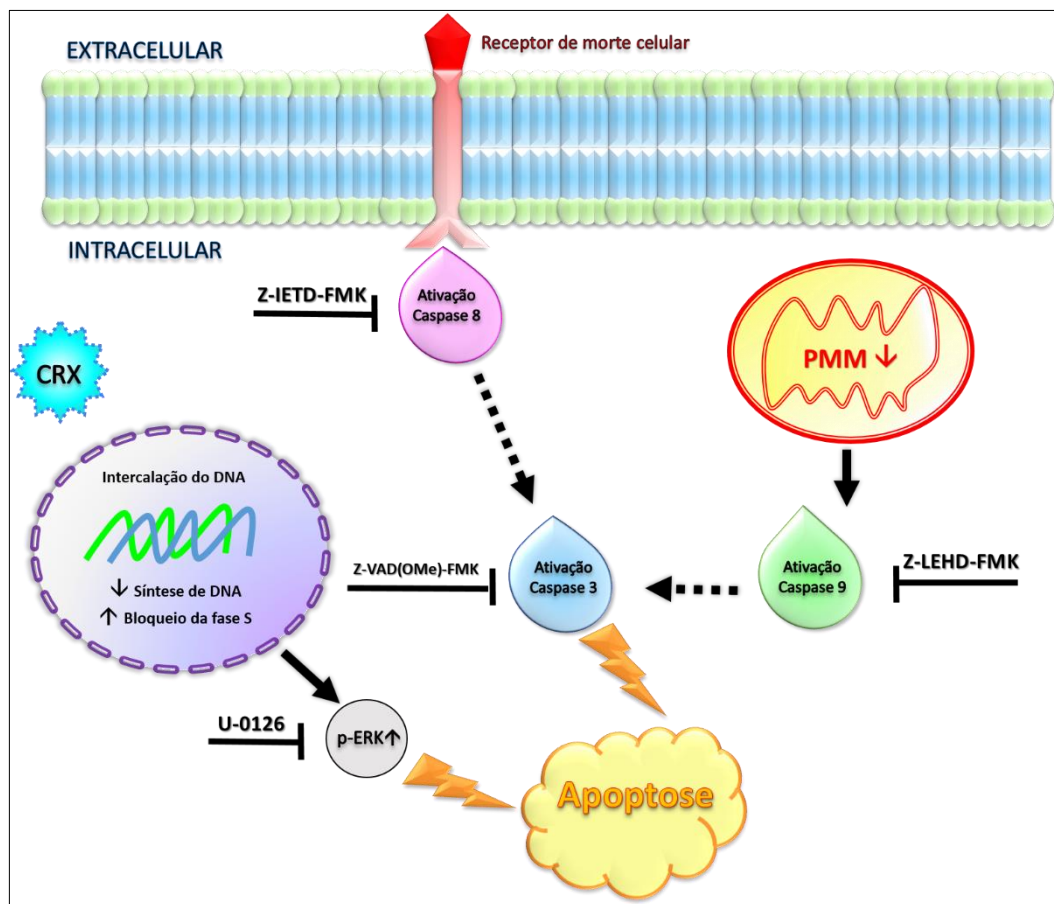 EXTRACELULAR
Receptor de morte celular
INTRACELULAR
Z-IETD-FMK
Ativação
Caspase 8
CRX
PMM ↓
Intercalação do DNA
↓ Síntese de DNA
↑ Bloqueio da fase S
Z-VAD(OMe)-FMK
Ativação
Caspase 3
Ativação
Caspase 9
Z-LEHD-FMK
U-0126
p-ERK↑
Apoptose